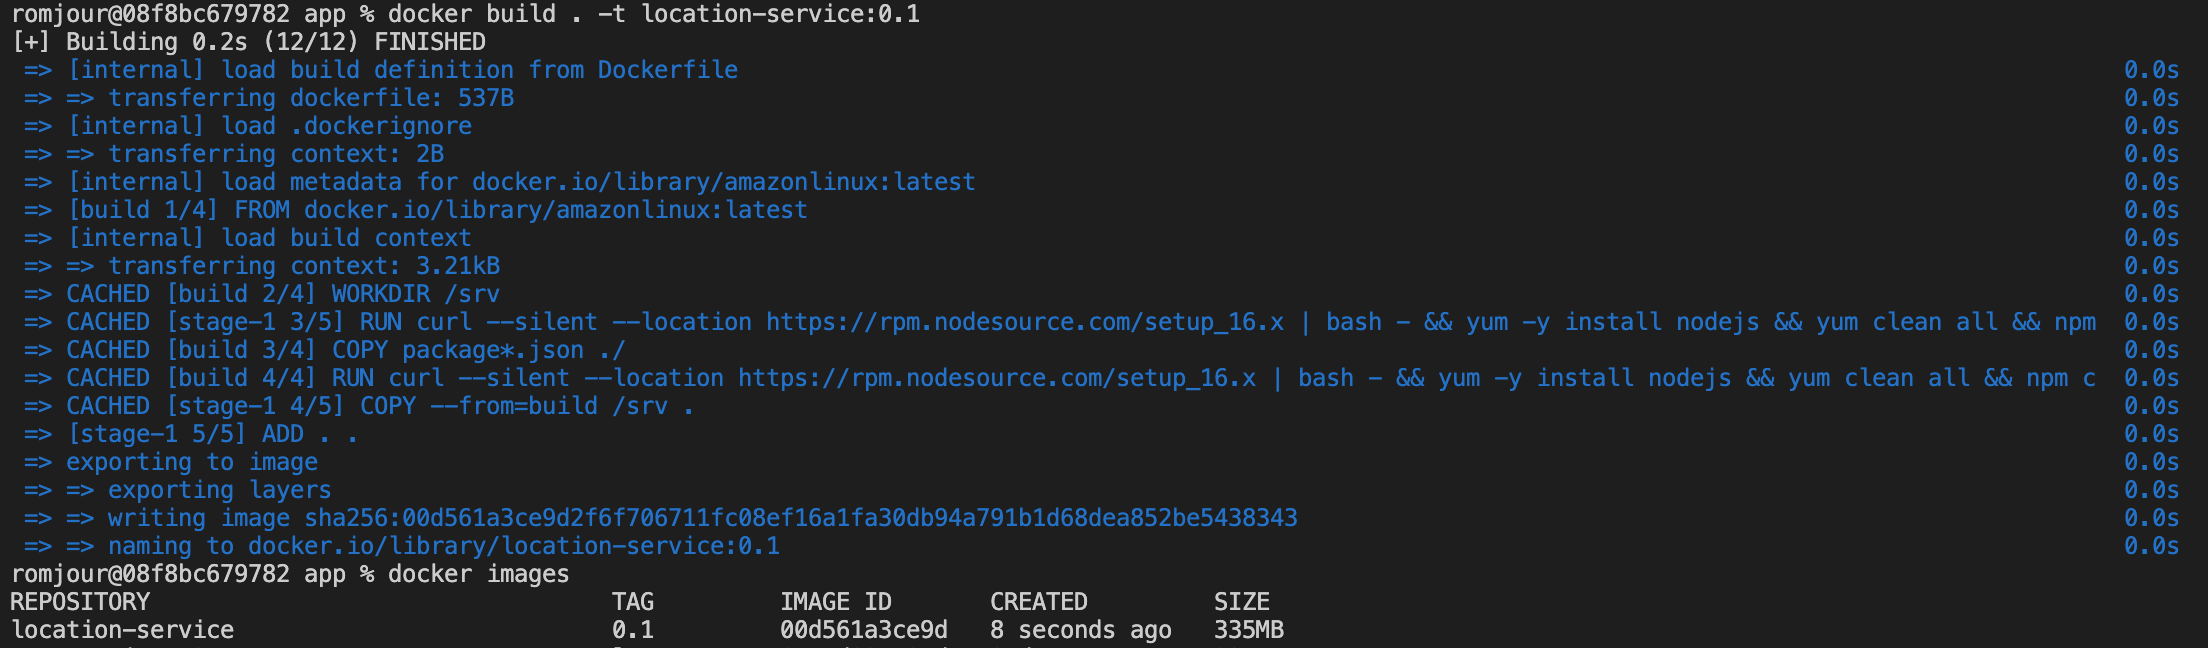 romjour@08f8bc679782 app % docker build . -t location-service:0.1
[+] Building 0.2s (12/12) FINISHED
=> [internal] load build definition from Dockerfile 0.0s
=> => transferring dockerfile: 537B 0.0s
=> [internal] load .dockerignore 0.0s
=> => transferring context: 2B 0.0s
=> [internal] load metadata for docker.io/library/amazonlinux:latest 0.0s
=> [build 1/4] FROM docker.io/library/amazonlinux:latest 0.0s
=> [internal] load build context 0.0s
=> => transferring context: 3.21kB 0.0s
=> CACHED [build 2/4] WORKDIR /srv 0.0s
=> CACHED [stage-1 3/5] RUN curl --silent --location https://rpm.nodesource.com/setup_16.x | bash - && yum -y install nodejs && yum clean all && npm 0.0s
=> CACHED [build 3/4] COPY package*.json ./ 0.0s
=> CACHED [build 4/4] RUN curl --silent --location https://rpm.nodesource.com/setup_16.x | bash - && yum -y install nodejs && yum clean all && npm c 0.0s
=> CACHED [stage-1 4/5] COPY --from=build /srv . 0.0s
=> [stage-1 5/5] ADD . . 0.0s
=> exporting to image 0.0s
=> => exporting layers 0.0s
=> => writing image sha256:00d561a3ce9d2f6f706711fc08ef16a1fa30db94a791b1d68dea852be5438343 0.0s
=> => naming to docker.io/library/location-service:0.1 0.0s
romjour@08f8bc679782 app % docker images
REPOSITORY TAG IMAGE ID CREATED SIZE
location-service 0.1 00d561a3ce9d 8 seconds ago 335MB